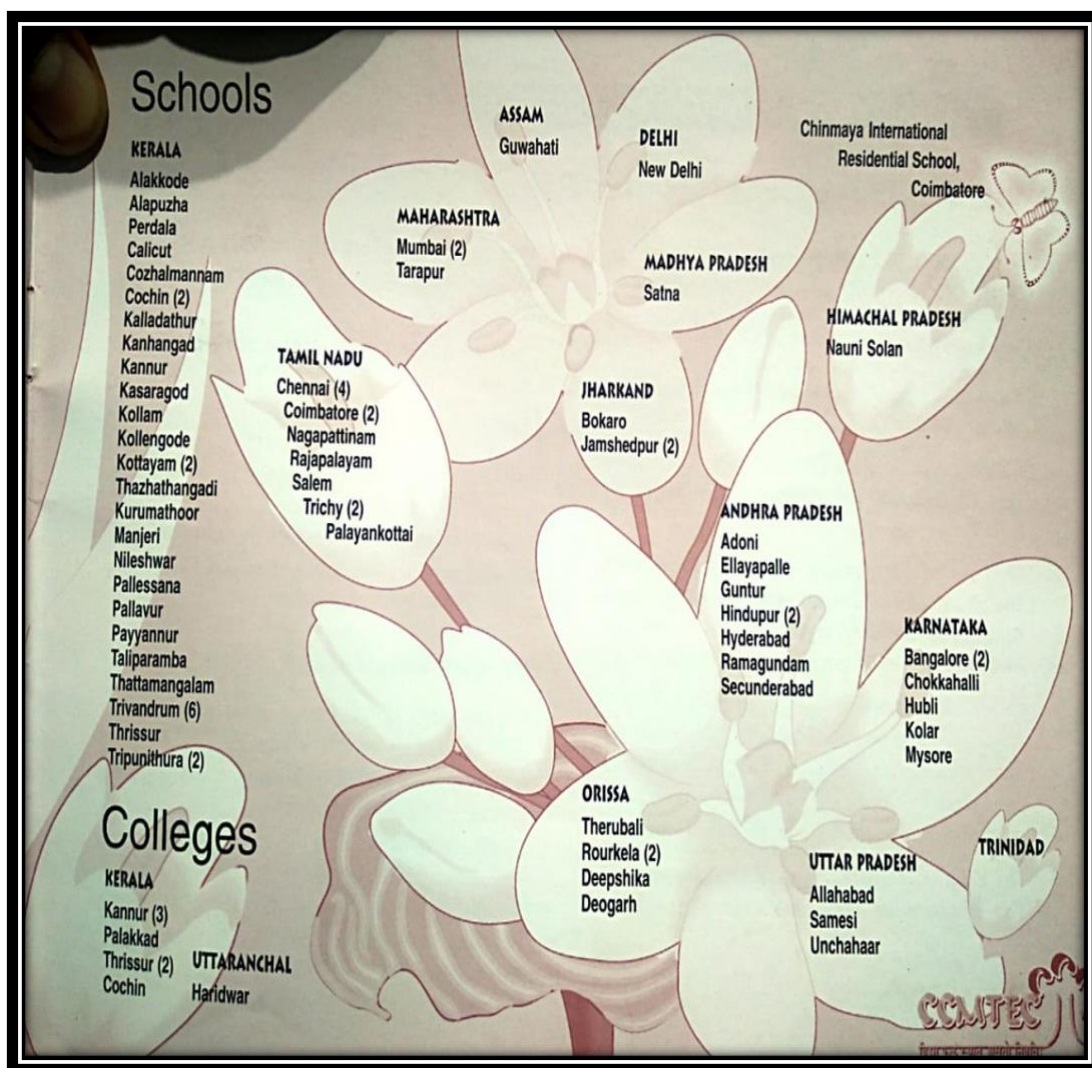 Schools
KERALA
Alakkode
Alapuzha
Perdala
Calicut
Cozhalmannam
Cochin (2)
Kalladathur
Kanhangad
Kannur
Kasaragod
Kollam
Kollengode
Kottayam (2)
Thazhathangadi
Kurumathoor
Manjeri
Nileshwar
Pallessana
Pallavur
Payyannur
Taliparamba
Thattamangalam
Trivandrum (6)
Thrissur
Tripunithura (2)
TAMIL NADU
Chennai (4)
Coimbatore (2)
Nagapattinam
Rajapalayam
Salem
Trichy (2)
Palayankottai
MAHARASHTRA
Mumbai (2)
Tarapur
ASSAM
Guwahati
DELHI
New Delhi
MADHYA PRADESH
Satna
JHARKAND
Bokaro
Jamshedpur (2)
Chinmaya International
Residential School,
Coimbatore
HIMACHAL PRADESH
Nauni Solan
ANDHRA PRADESH
Adoni
Ellayapalle
Guntur
Hindupur (2)
Hyderabad
Ramagundam
Secunderabad
KARNATAKA
Bangalore (2)
Chokkahalli
Hubli
Kolar
Mysore
ORISSA
Therubali
Rourkela (2)
Deepshika
Deogarh
UTTAR PRADESH
Allahabad
Samesi
Unchahaar
TRINIDAD
Colleges
KERALA
Kannur (3)
Palakkad
Thrissur (2)
Cochin
UTTARANCHAL
Haridwar
CCMTEC